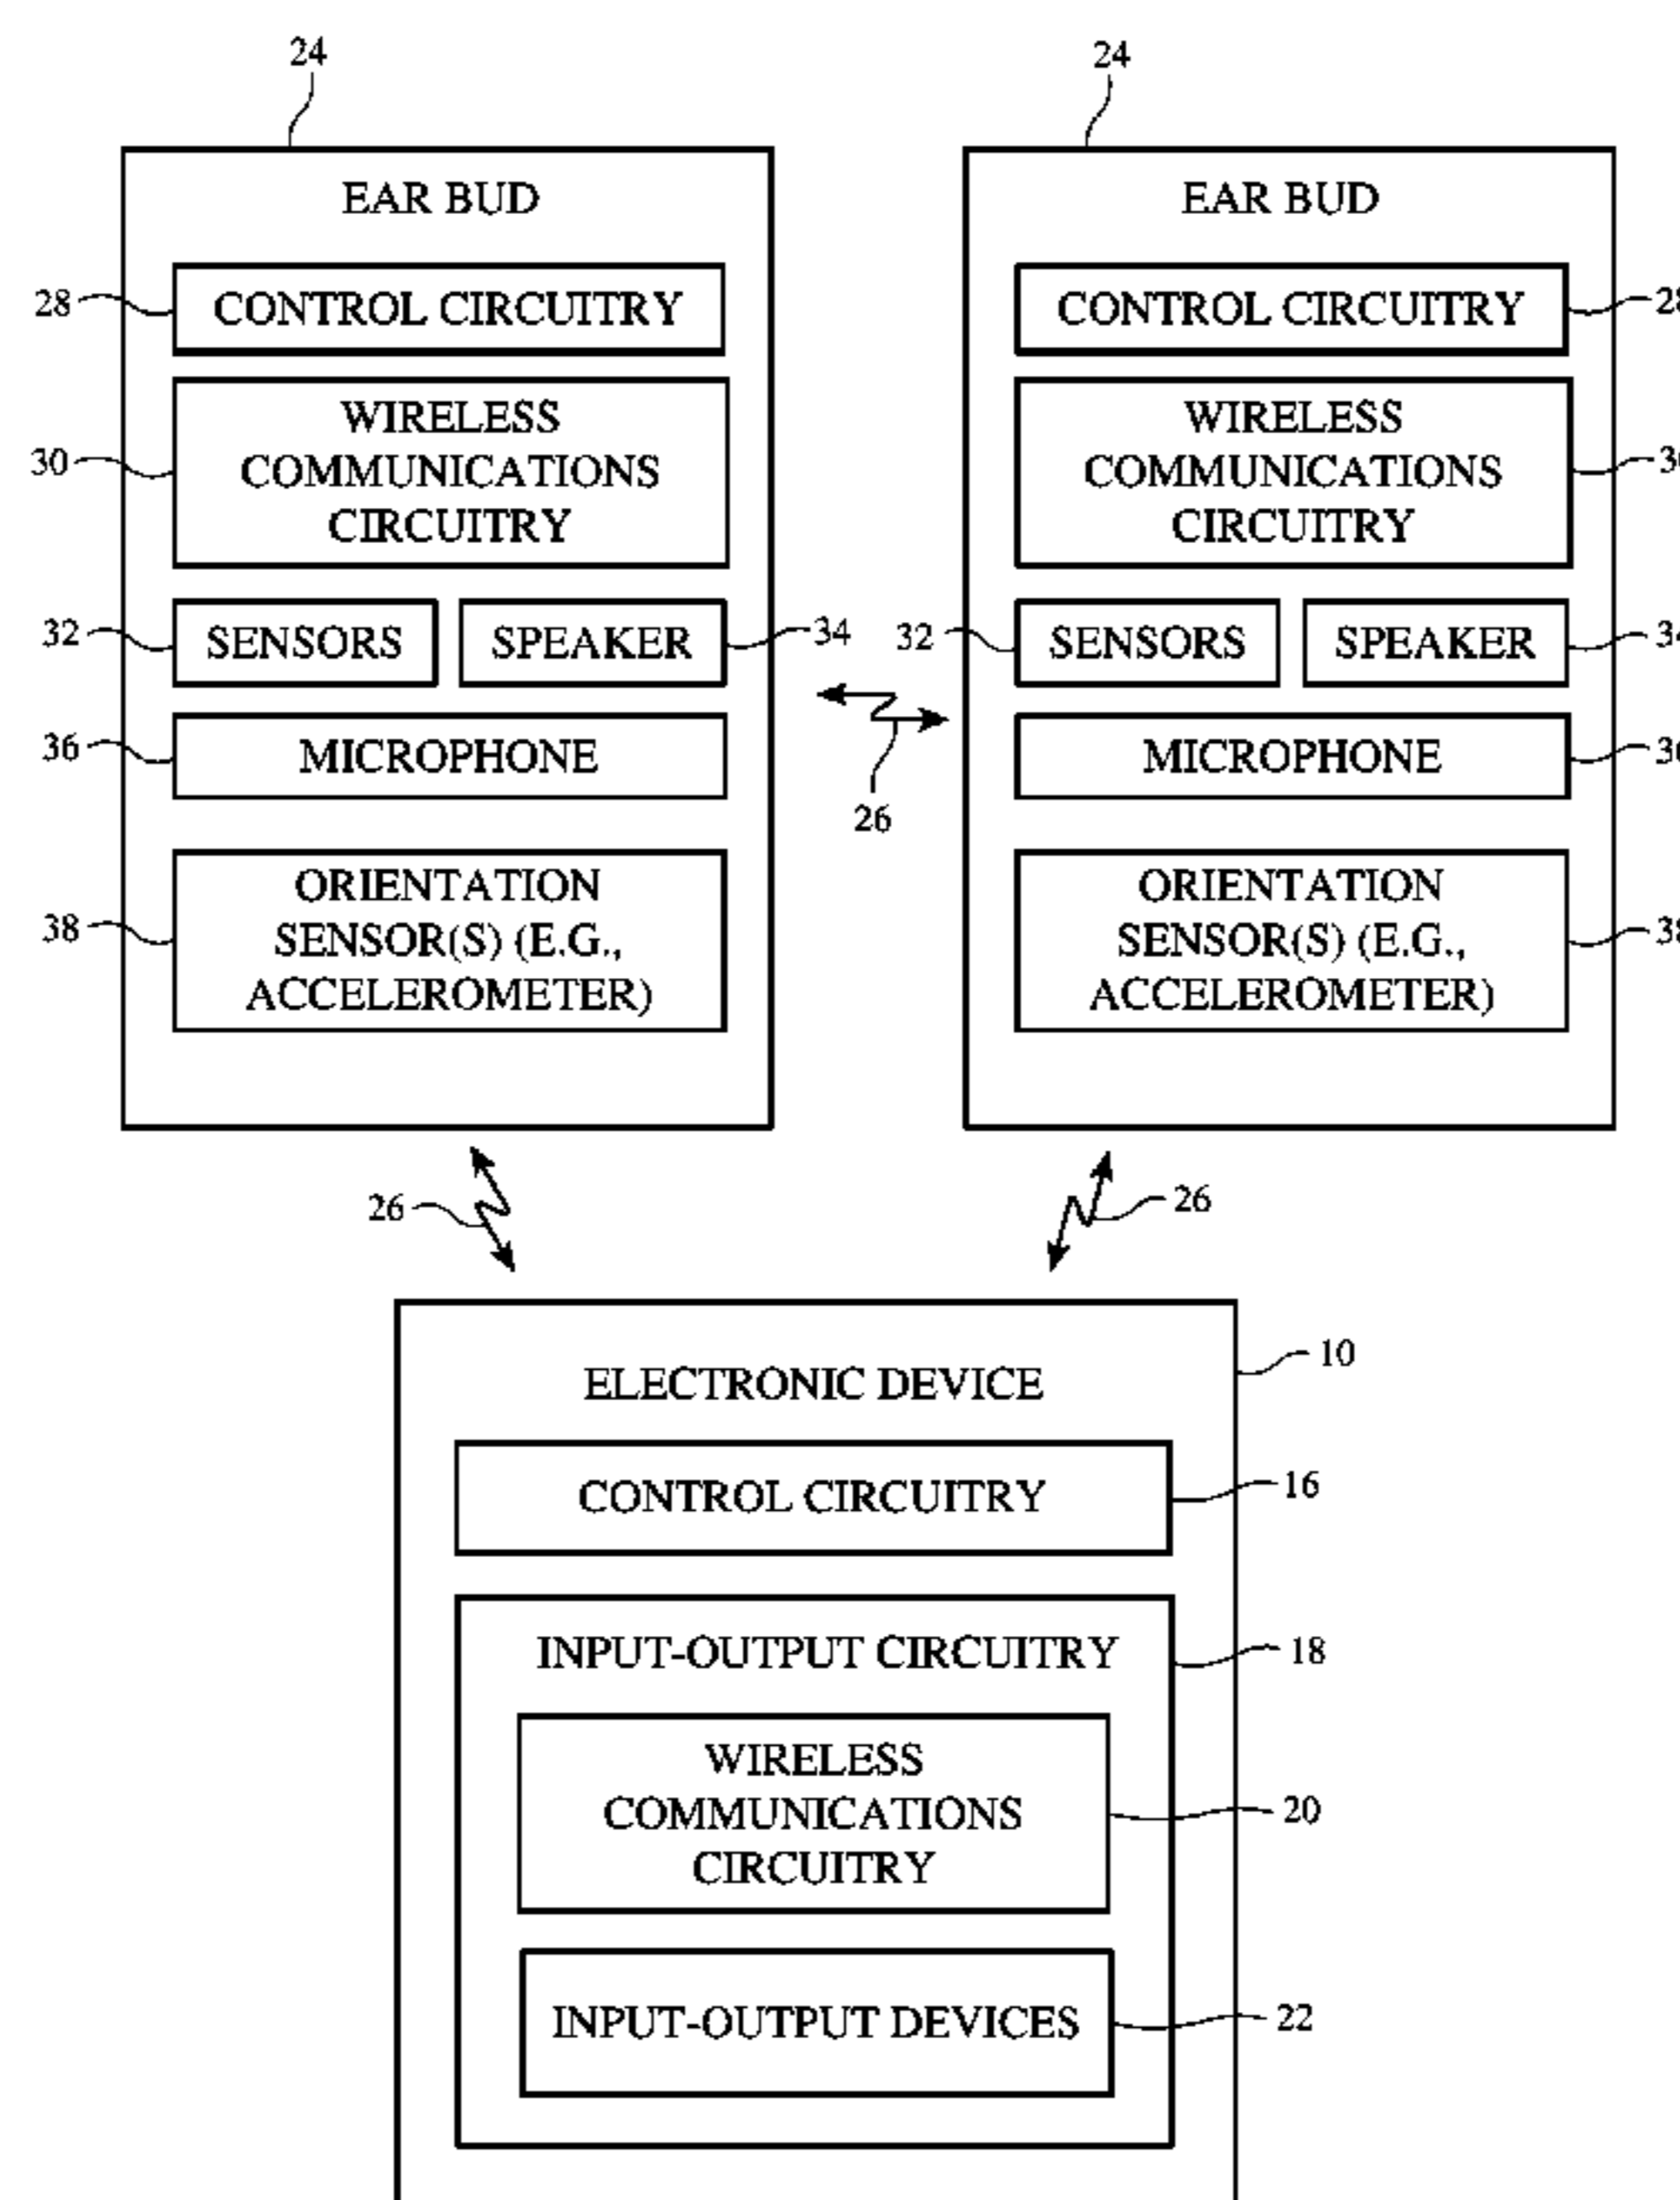 24
24
EAR BUD
EAR BUD
28
CONTROL CIRCUITRY
CONTROL CIRCUITRY
30
WIRELESS
COMMUNICATIONS
CIRCUITRY
WIRELESS
COMMUNICATIONS
CIRCUITRY
32
SENSORS
SPEAKER
34
32
SENSORS
SPEAKER
36
MICROPHONE
MICROPHONE
26
38
ORIENTATION
SENSOR(S) (E.G.,
ACCELEROMETER)
ORIENTATION
SENSOR(S) (E.G.,
ACCELEROMETER)
26
26
ELECTRONIC DEVICE
10
CONTROL CIRCUITRY
16
INPUT-OUTPUT CIRCUITRY
18
WIRELESS
COMMUNICATIONS
CIRCUITRY
20
INPUT-OUTPUT DEVICES
22